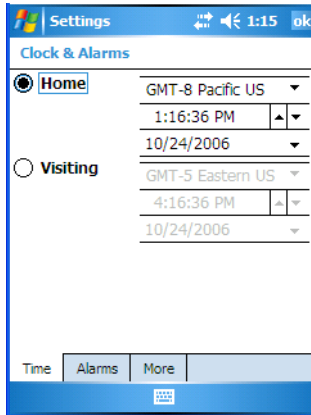 Settings 1:15 ok
Clock & Alarms
Home GMT-8 Pacific US
1:16:36 PM
10/24/2006
Visiting GMT-5 Eastern US
4:16:36 PM
10/24/2006
Time Alarms More